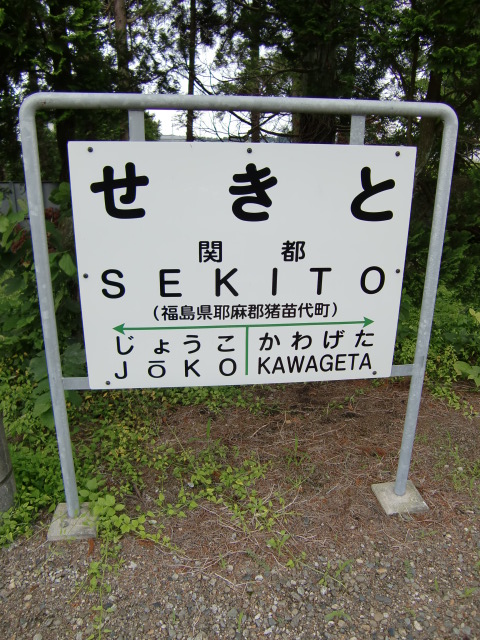 せきと
関都
SEKITO
(福島県耶麻郡猪苗代町)
じょうこ かわげた
JōKO KAWAGETA